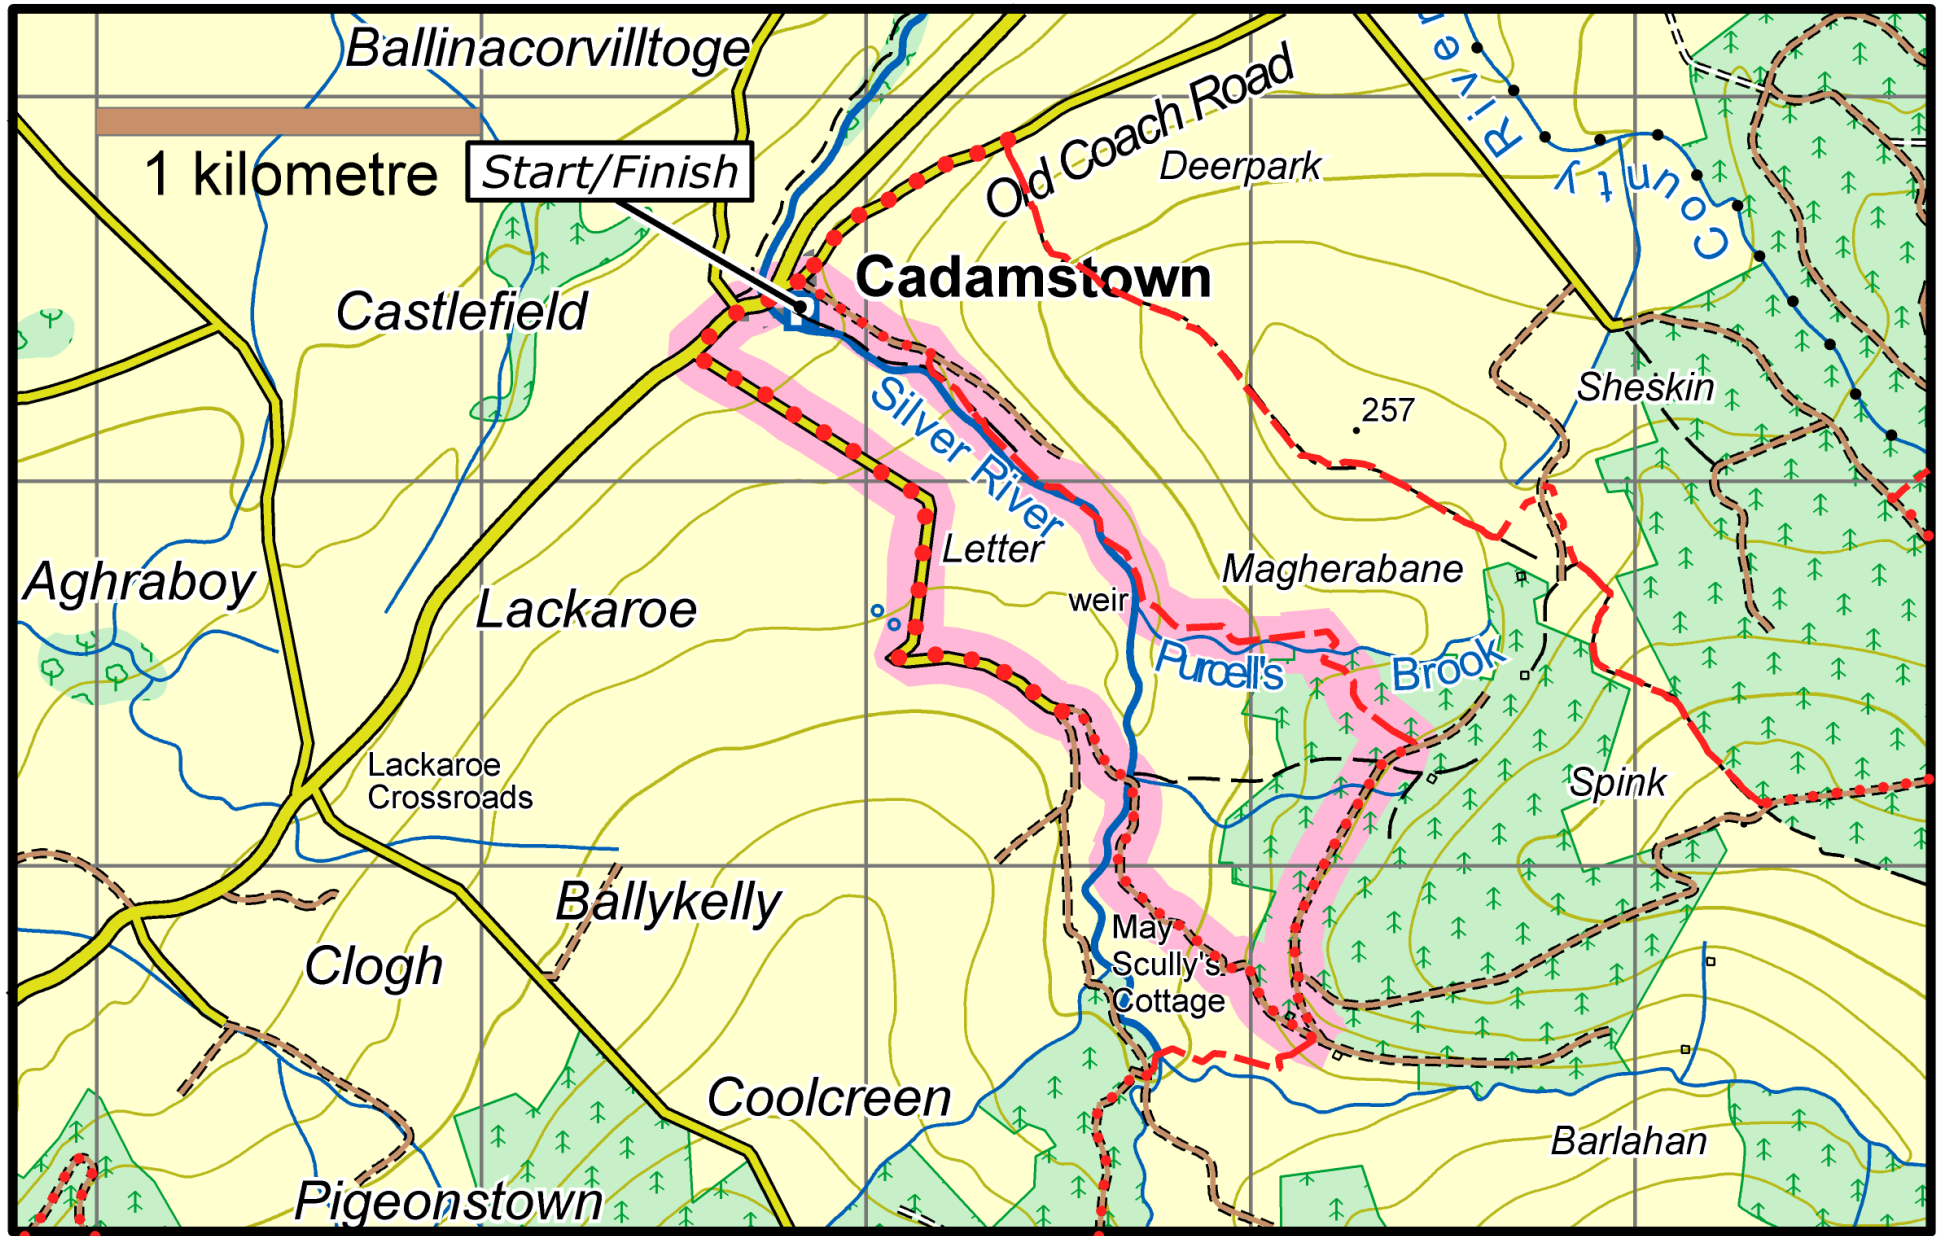 Ballinacorvilltoge
River
County
Old Coach Road
Deerpark
1 kilometre
Start/Finish
Cadamstown
Castlefield
Sheskin
257
Silver River
Letter
Magherabane
Aghraboy
Lackaroe
weir
Purcell's
Brook
Lackaroe
Crossroads
Spink
Ballykelly
May
Scully's
Cottage
Clogh
Coolcreen
Barlahan
Pigeonstown